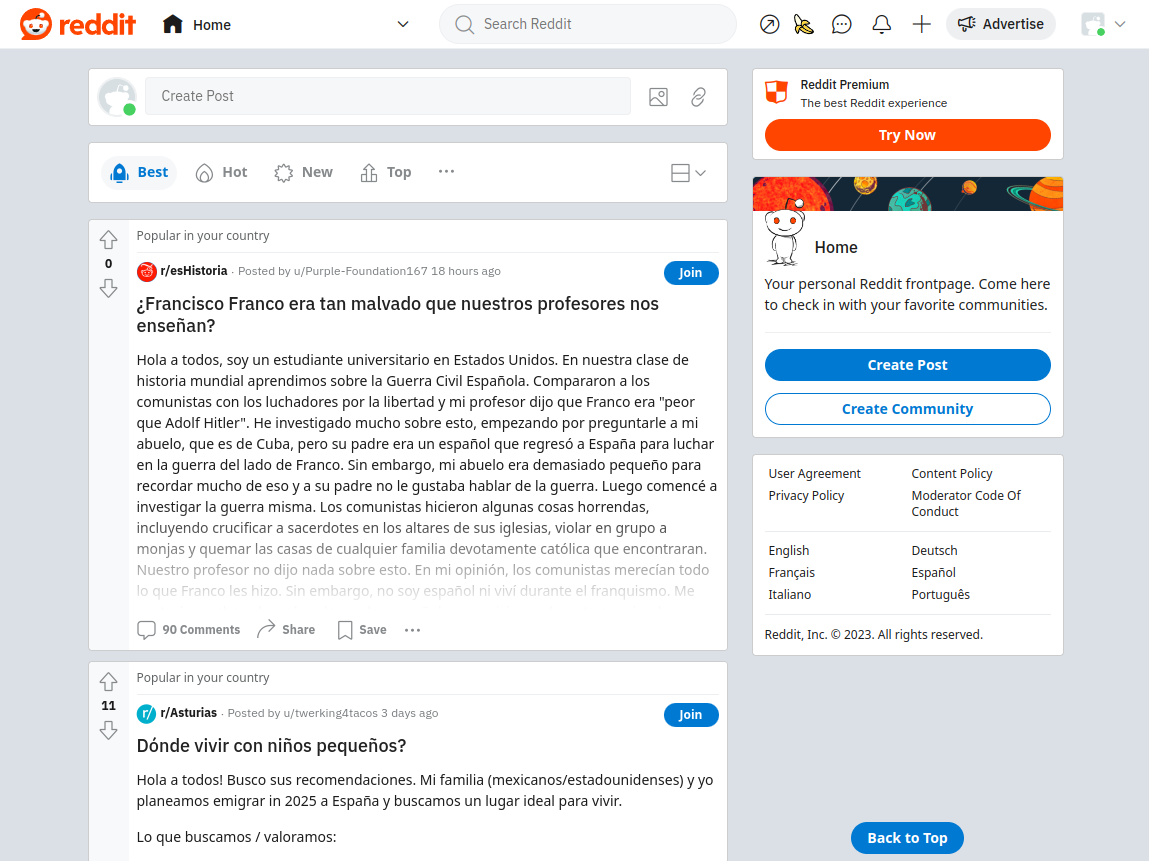 reddit
Home
Search Reddit
Advertise
Create Post
Best
Hot
New
Top
Popular in your country
0
r/esHistoria · Posted by u/Purple-Foundation167 18 hours ago
Join
¿Francisco Franco era tan malvado que nuestros profesores nos
enseñan?
Hola a todos, soy un estudiante universitario en Estados Unidos. En nuestra clase de
historia mundial aprendimos sobre la Guerra Civil Española. Compararon a los
comunistas con los luchadores por la libertad y mi profesor dijo que Franco era "peor
que Adolf Hitler". He investigado mucho sobre esto, empezando por preguntarle a mi
abuelo, que es de Cuba, pero su padre era un español que regresó a España para luchar
en la guerra del lado de Franco. Sin embargo, mi abuelo era demasiado pequeño para
recordar mucho de eso y a su padre no le gustaba hablar de la guerra. Luego comencé a
investigar la guerra misma. Los comunistas hicieron algunas cosas horrendas,
incluyendo crucificar a sacerdotes en los altares de sus iglesias, violar en grupo a
monjas y quemar las casas de cualquier familia devotamente católica que encontraran.
Nuestro profesor no dijo nada sobre esto. En mi opinión, los comunistas merecían todo
lo que Franco les hizo. Sin embargo, no soy español ni viví durante el franquismo. Me
90 Comments
Share
Save
Popular in your country
11
r/ r/Asturias · Posted by u/twerking4tacos 3 days ago
Join
Dónde vivir con niños pequeños?
Hola a todos! Busco sus recomendaciones. Mi familia (mexicanos/estadounidenses) y yo
planeamos emigrar in 2025 a España y buscamos un lugar ideal para vivir.
Lo que buscamos / valoramos:
Reddit Premium
The best Reddit experience
Try Now
Home
Your personal Reddit frontpage. Come here
to check in with your favorite communities.
Create Post
Create Community
User Agreement
Content Policy
Privacy Policy
Moderator Code Of
Conduct
English
Deutsch
Français
Español
Italiano
Português
Reddit, Inc. © 2023. All rights reserved.
Back to Top